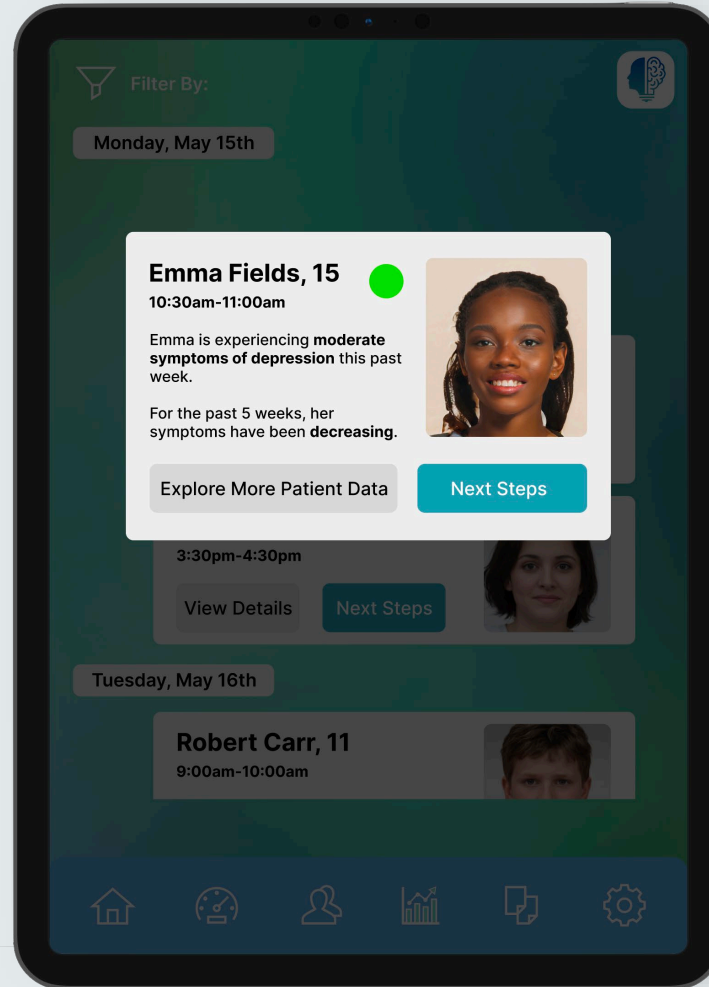 Filter By:
Monday, May 15th
Emma Fields, 15
10:30am-11:00am
Emma is experiencing moderate
symptoms of depression this past
week.
For the past 5 weeks, her
symptoms have been decreasing.
Explore More Patient Data
Next Steps
3:30pm-4:30pm
View Details
Next Steps
Tuesday, May 16th
Robert Carr, 11
9:00am-10:00am